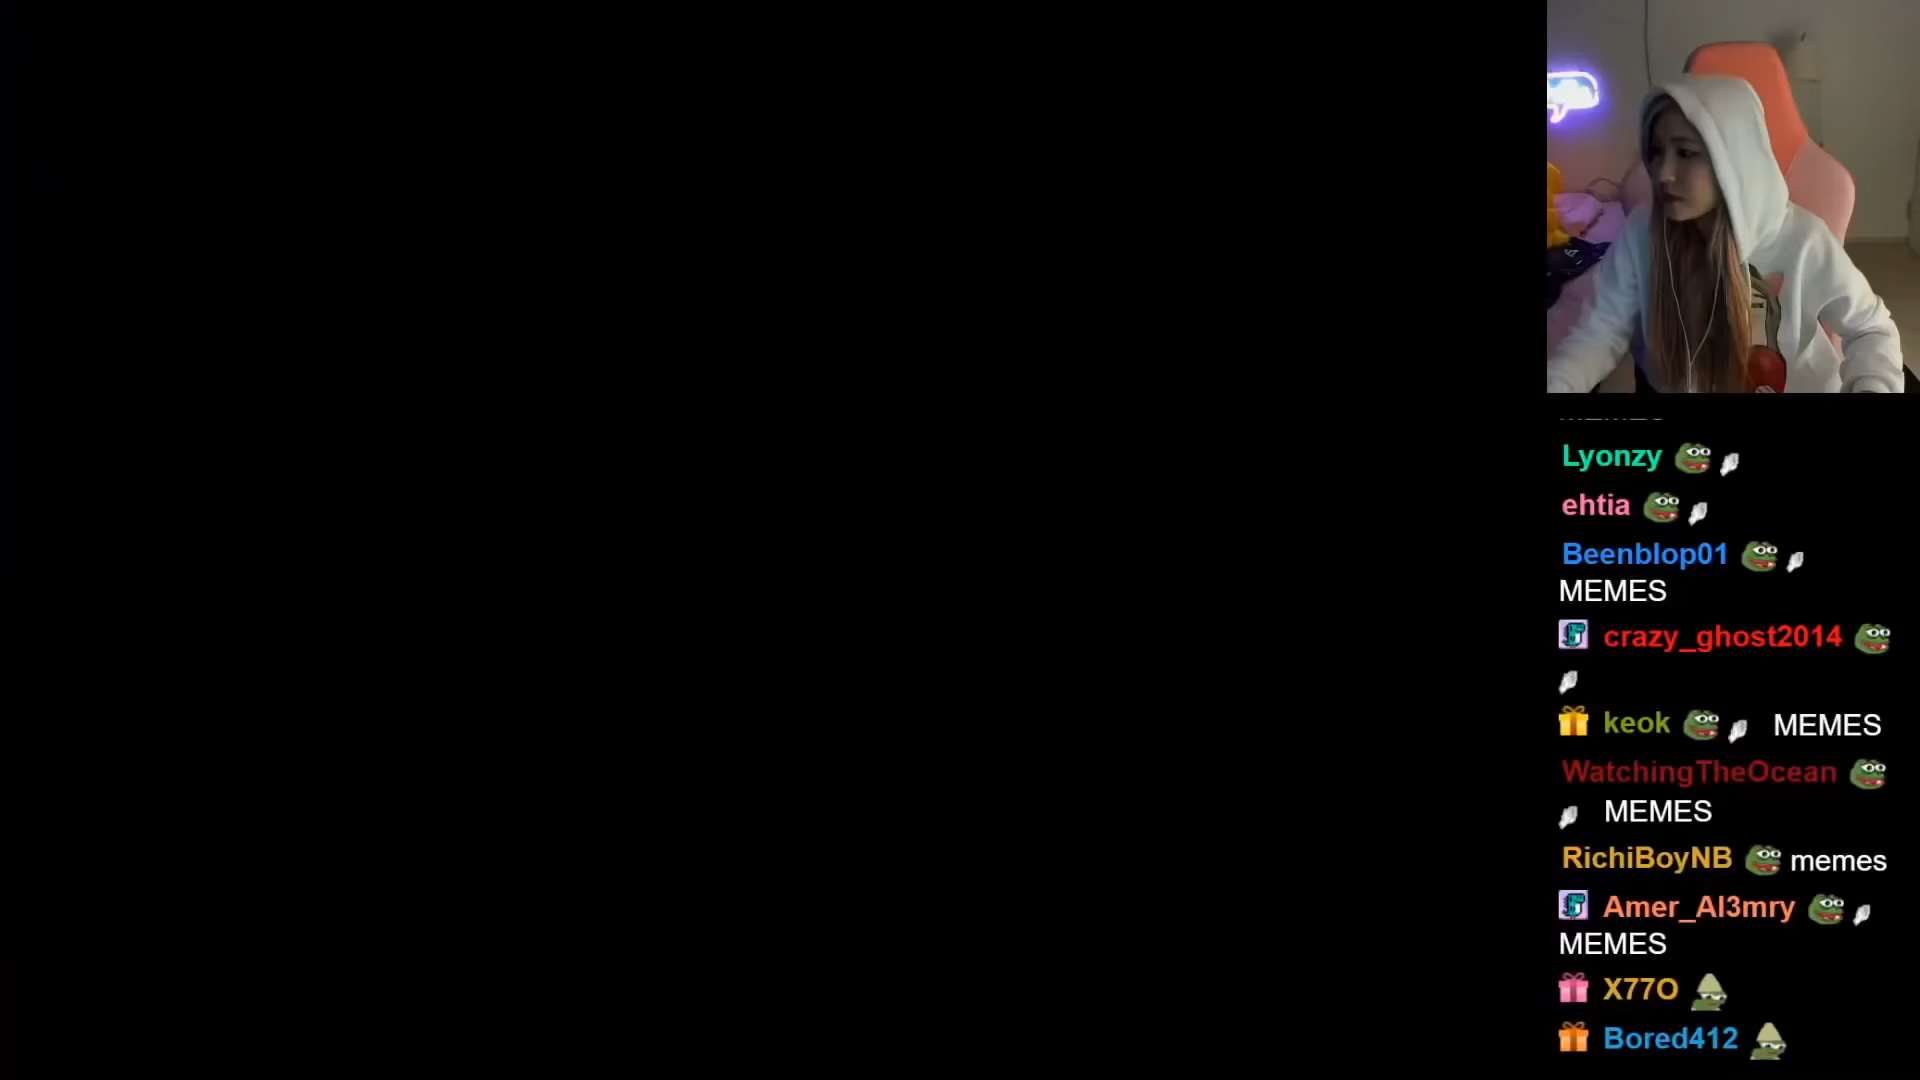 Lyonzy
ehtia
Beenblop01
MEMES
crazy_ghost2014
keok MEMES
WatchingTheOcean
MEMES
RichiBoyNB memes
Amer_Al3mry
MEMES
X77O
Bored412